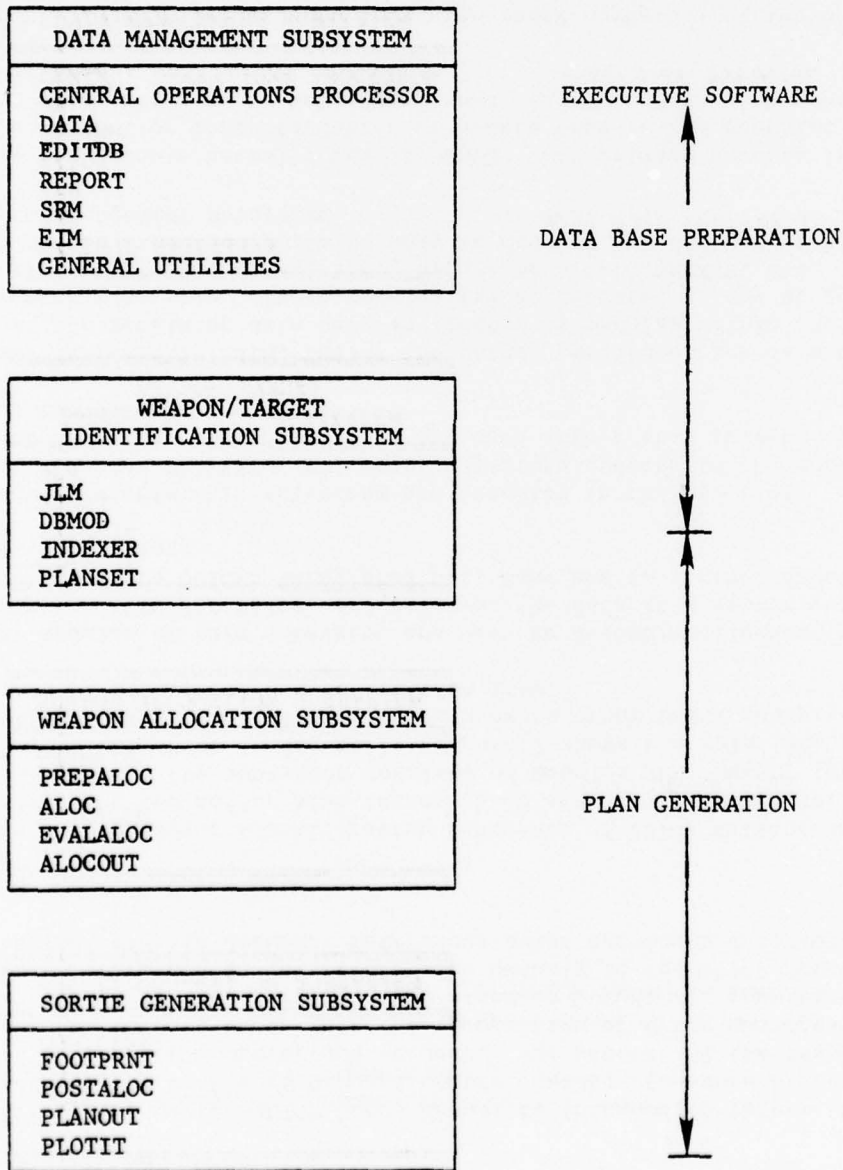 DATA MANAGEMENT SUBSYSTEM
CENTRAL OPERATIONS PROCESSOR
DATA
EDITDB
REPORT
SRM
EIM
GENERAL UTILITIES
EXECUTIVE SOFTWARE
DATA BASE PREPARATION
WEAPON/TARGET
IDENTIFICATION SUBSYSTEM
JLM
DBMOD
INDEXER
PLANSET
WEAPON ALLOCATION SUBSYSTEM
PREPALOC
ALOC
EVALALOC
ALOCOUT
PLAN GENERATION
SORTIE GENERATION SUBSYSTEM
FOOTPRNT
POSTALOC
PLANOUT
PLOTIT